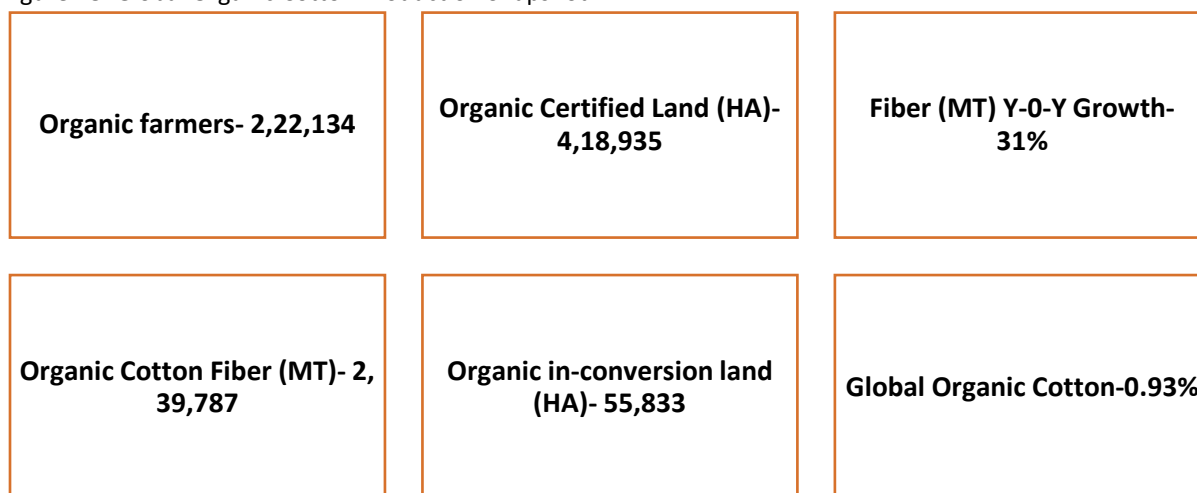 Organic farmers- 2,22,134
Organic Certified Land (HA)-
4,18,935
Fiber (MT) Y-0-Y Growth-
31%
Organic Cotton Fiber (MT)- 2,
39,787
Organic in-conversion land
(HA)- 55,833
Global Organic Cotton-0.93%